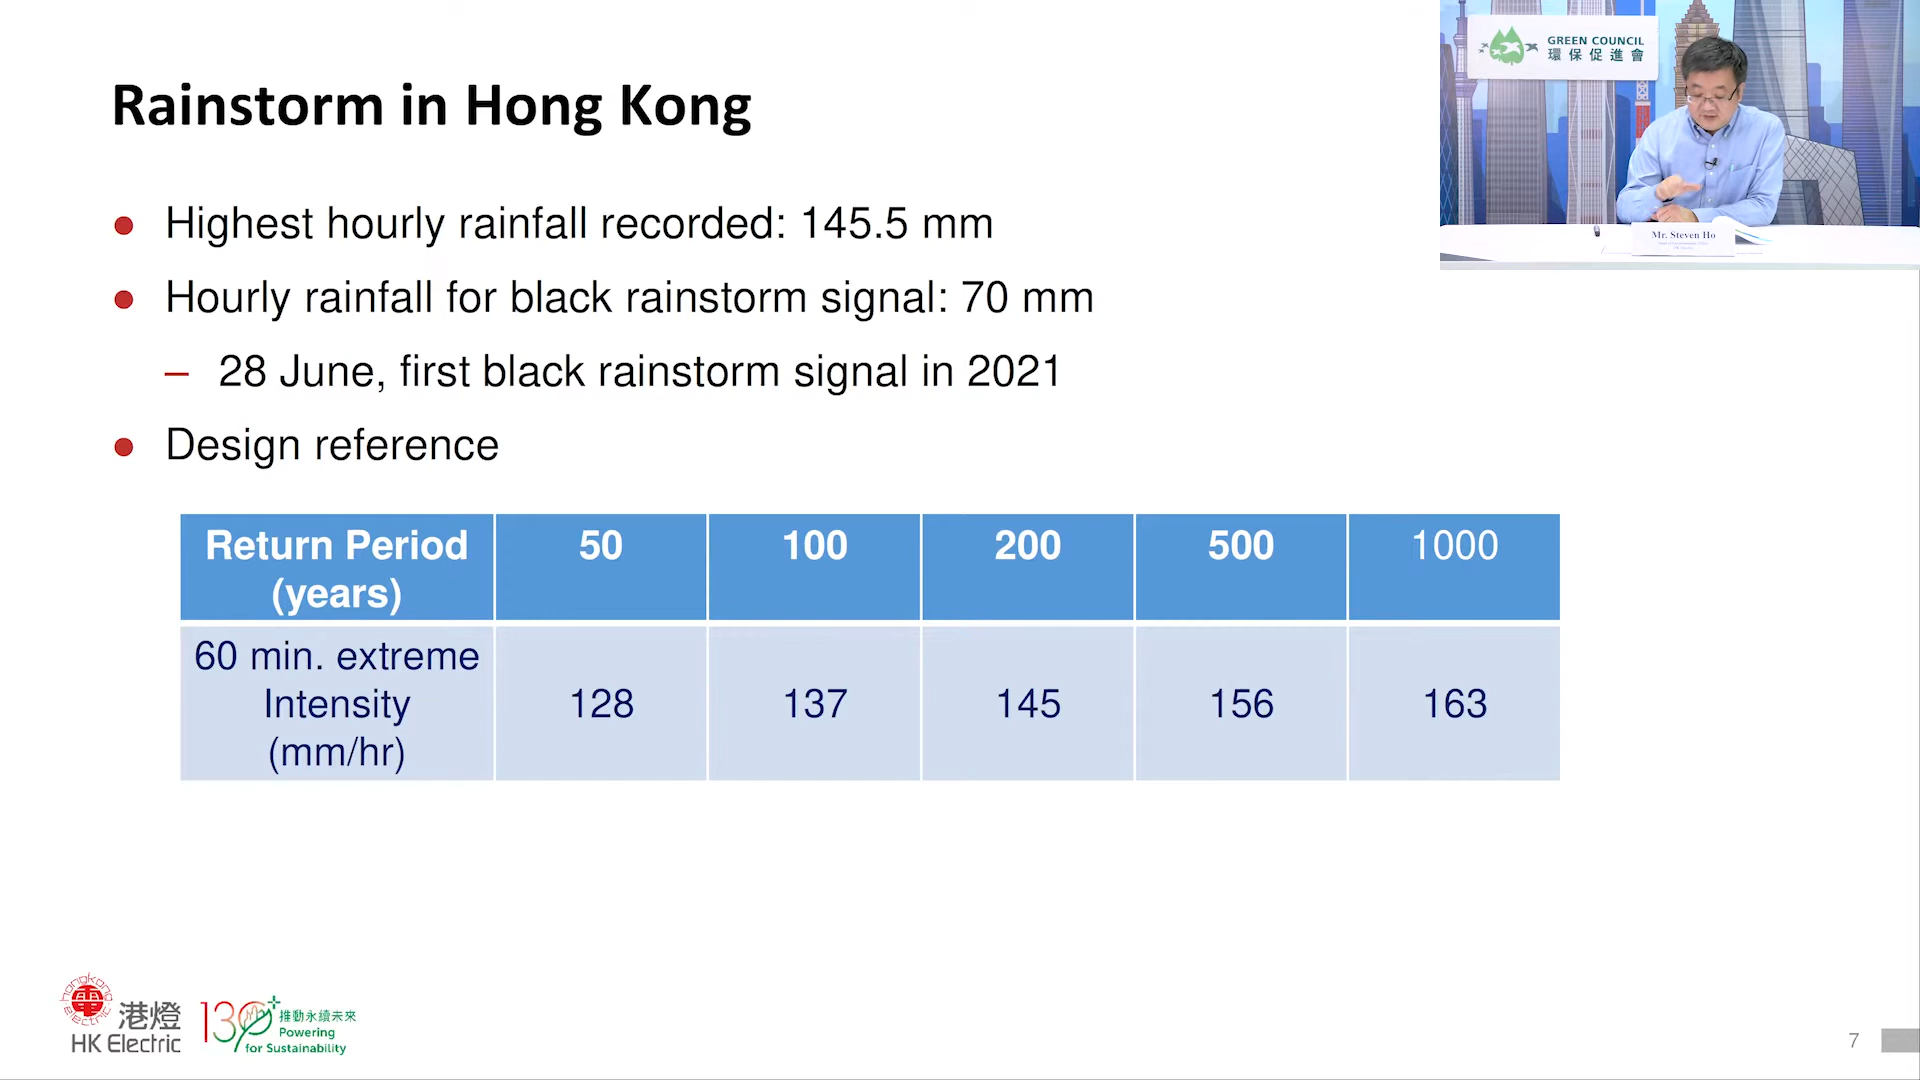 Rainstorm in Hong Kong
● Highest hourly rainfall recorded: 145.5 mm
● Hourly rainfall for black rainstorm signal: 70 mm
– 28 June, first black rainstorm signal in 2021
● Design reference
Return Period (years) 50 100 200 500 1000
60 min. extreme Intensity (mm/hr) 128 137 145 156 163
GREEN COUNCIL
環保促進會
Mr. Steven Ho
hongkong electric
電
港燈
HK Electric
130
推動永續未來
Powering
for Sustainability
7